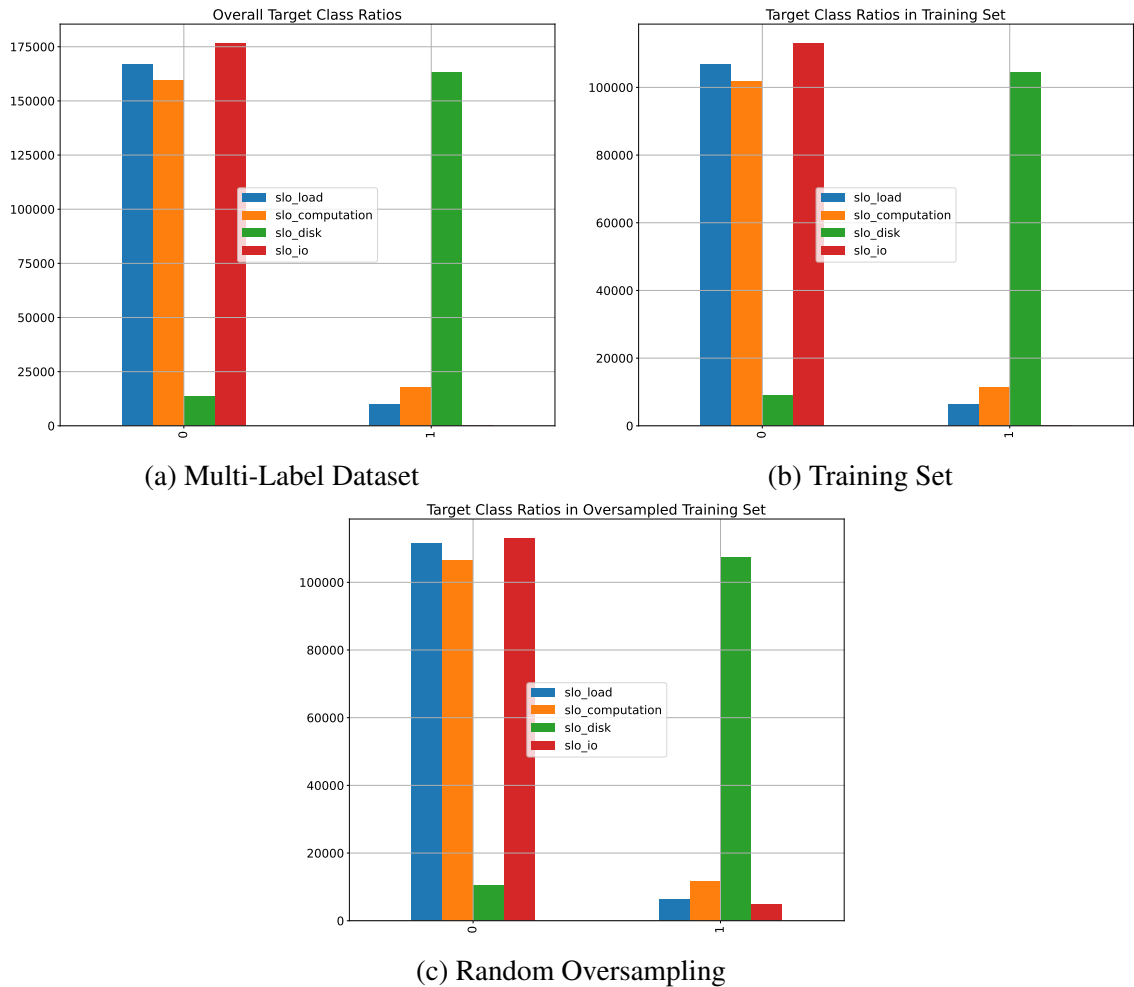 Overall Target Class Ratios
175000
150000
125000
100000
75000
50000
25000
0
slo_load
slo_computation
slo_disk
slo_io
0
1
(a) Multi-Label Dataset
Target Class Ratios in Training Set
100000
80000
60000
40000
20000
0
slo_load
slo_computation
slo_disk
slo_io
0
1
(b) Training Set
Target Class Ratios in Oversampled Training Set
100000
80000
60000
40000
20000
0
slo_load
slo_computation
slo_disk
slo_io
0
1
(c) Random Oversampling